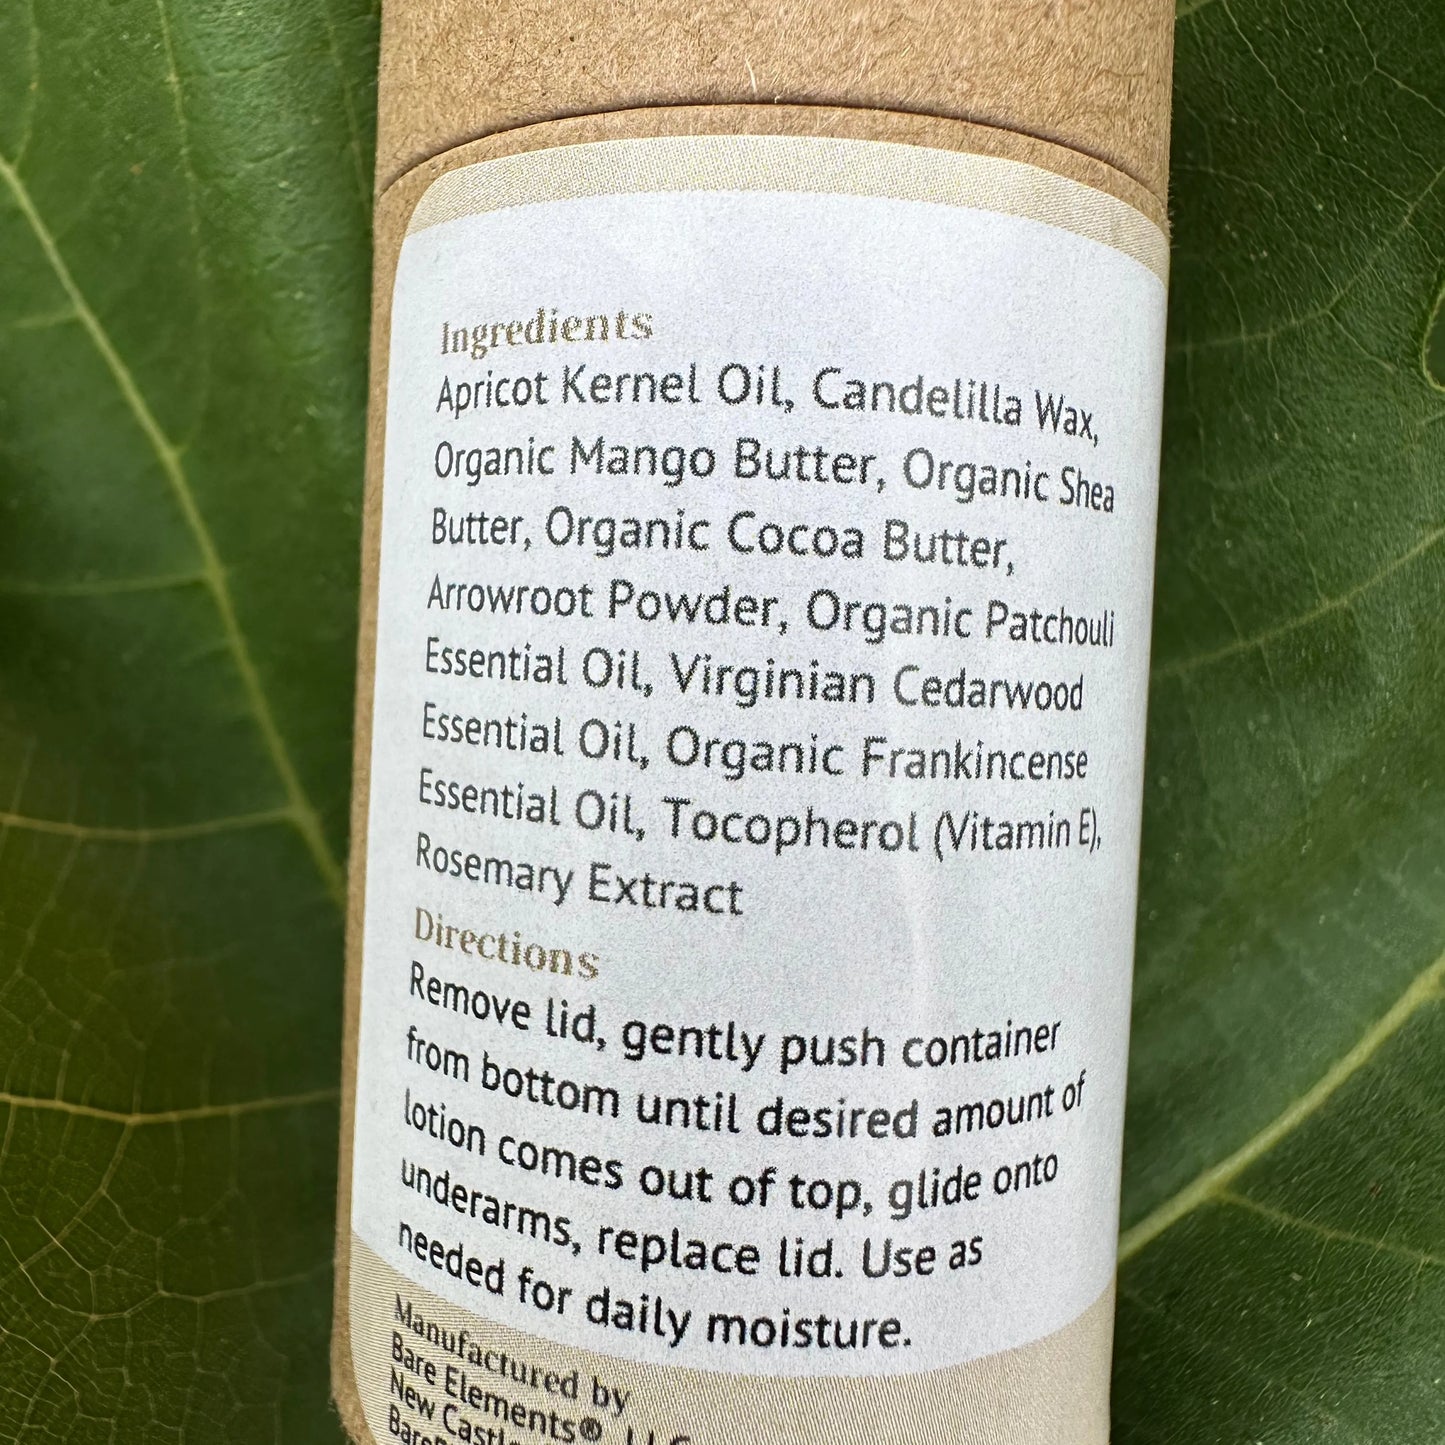 Ingredients
Apricot Kernel Oil, Candelilla Wax,
Organic Mango Butter, Organic Shea
Butter, Organic Cocoa Butter,
Arrowroot Powder, Organic Patchouli
Essential Oil, Virginian Cedarwood
Essential Oil, Organic Frankincense
Essential Oil, Tocopherol (Vitamin E),
Rosemary Extract
Directions
Remove lid, gently push container
from bottom until desired amount of
lotion comes out of top, glide onto
underarms, replace lid. Use as
needed for daily moisture.
Manufactured by
Bare Elements® LLC
New